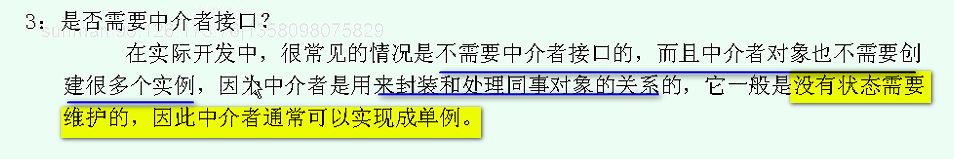 3：是否需要中介者接口？
在实际开发中，很常见的情况是不需要中介者接口的，而且中介者对象也不需要创
建很多个实例，因为中介者是用来封装和处理同事对象的关系的，它一般是没有状态需要
维护的，因此中介者通常可以实现成单例。